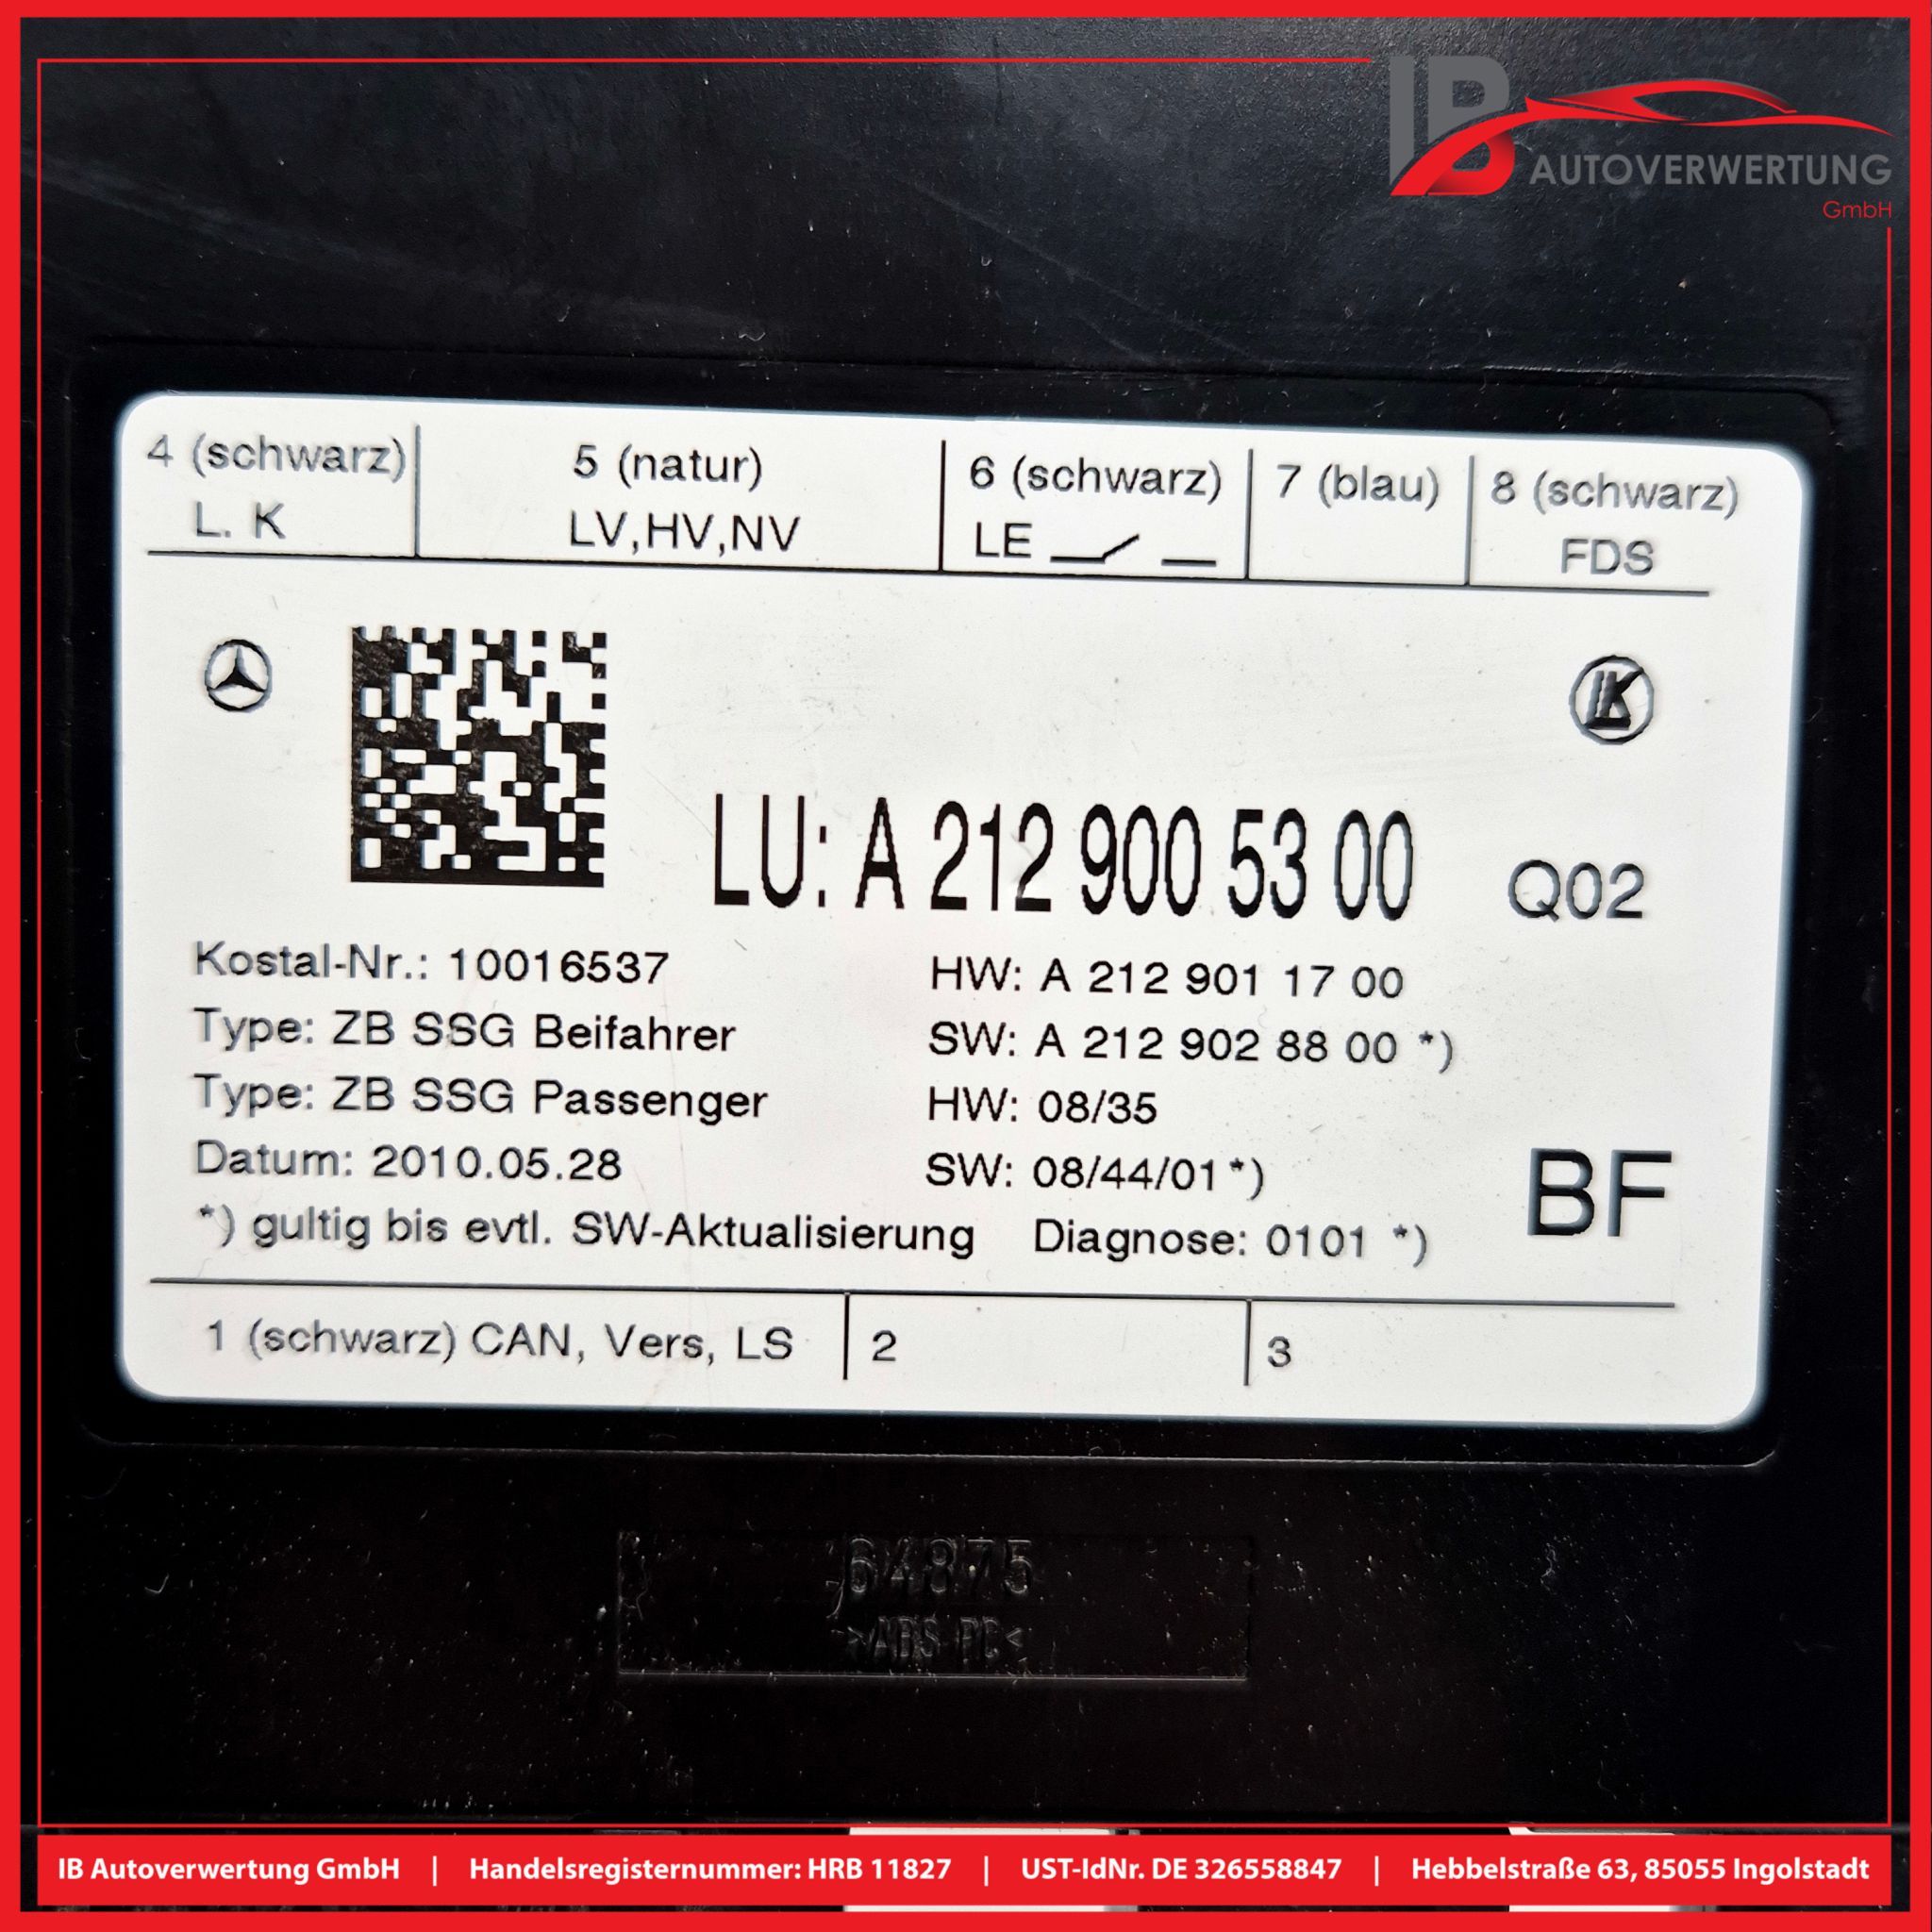 IB AUTOVERWERTUNG
GmbH
4 (schwarz) 5 (natur) 6 (schwarz) 7 (blau) 8 (schwarz)
L. K LV,HV,NV LE FDS
LU: A 212 900 53 00 Q02
Kostal-Nr.: 10016537 HW: A 212 901 17 00
Type: ZB SSG Beifahrer SW: A 212 902 88 00 *)
Type: ZB SSG Passenger HW: 08/35
Datum: 2010.05.28 SW: 08/44/01 *) BF
*) gultig bis evtl. SW-Aktualisierung Diagnose: 0101 *)
1 (schwarz) CAN, Vers, LS 2 3
64875
>ABS PC<
IB Autoverwertung GmbH | Handelsregisternummer: HRB 11827 | UST-IdNr. DE 326558847 | Hebbelstraße 63, 85055 Ingolstadt